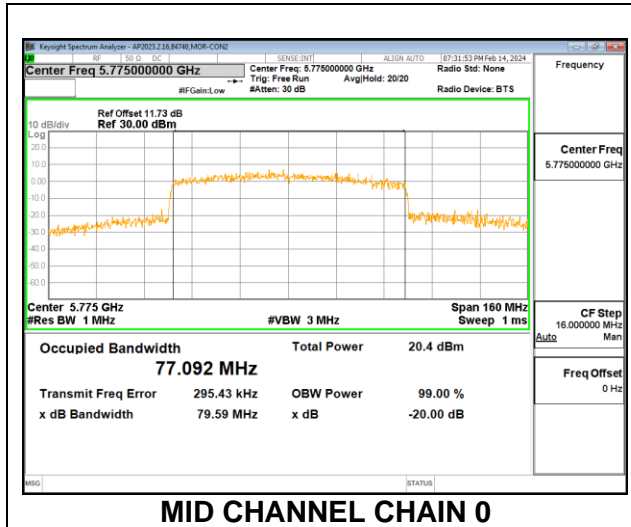 Keysight Spectrum Analyzer - AP2023.2.16,84740,MOR-CON2
RF 50 Ω DC SENSE:INT ALIGN AUTO 07:31:53 PM Feb 14, 2024
Center Freq 5.775000000 GHz
Center Freq: 5.775000000 GHz
Radio Std: None
Trig: Free Run Avg|Hold: 20/20
#IFGain:Low #Atten: 30 dB Radio Device: BTS
Frequency
Ref Offset 11.73 dB
10 dB/div Ref 30.00 dBm
Log
20.0
10.0
0.00
-10.0
-20.0
-30.0
-40.0
-50.0
-60.0
Center Freq
5.775000000 GHz
Center 5.775 GHz Span 160 MHz
#Res BW 1 MHz #VBW 3 MHz Sweep 1 ms
CF Step
16.000000 MHz
Auto Man
Occupied Bandwidth Total Power 20.4 dBm
77.092 MHz
Freq Offset
0 Hz
Transmit Freq Error 295.43 kHz OBW Power 99.00 %
x dB Bandwidth 79.59 MHz x dB -20.00 dB
MSG STATUS
MID CHANNEL CHAIN 0